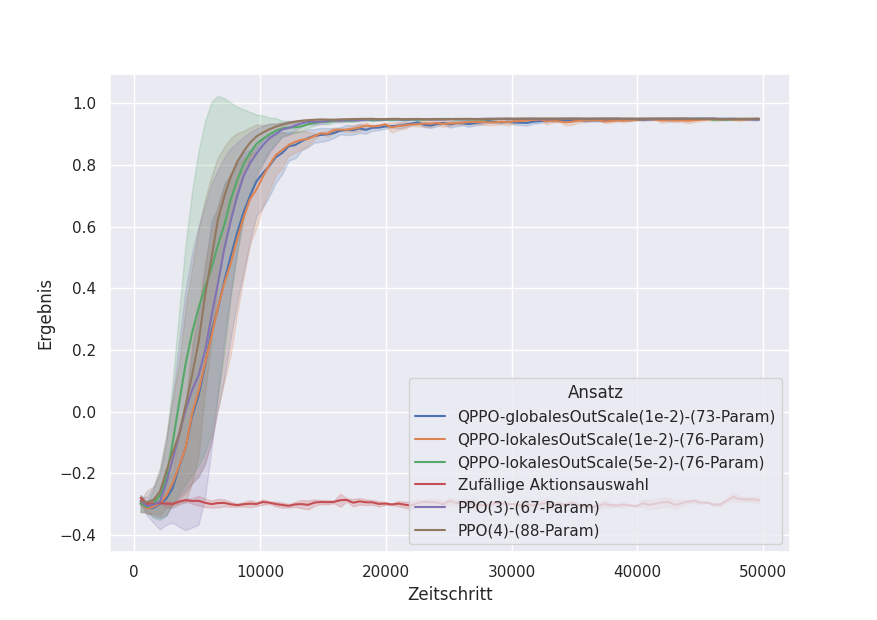 1.0
0.8
0.6
0.4
0.2
0.0
−0.2
−0.4
Ergebnis
0
10000
20000
30000
40000
50000
Zeitschritt
Ansatz
QPPO-globalesOutScale(1e-2)-(73-Param)
QPPO-lokalesOutScale(1e-2)-(76-Param)
QPPO-lokalesOutScale(5e-2)-(76-Param)
Zufällige Aktionsauswahl
PPO(3)-(67-Param)
PPO(4)-(88-Param)